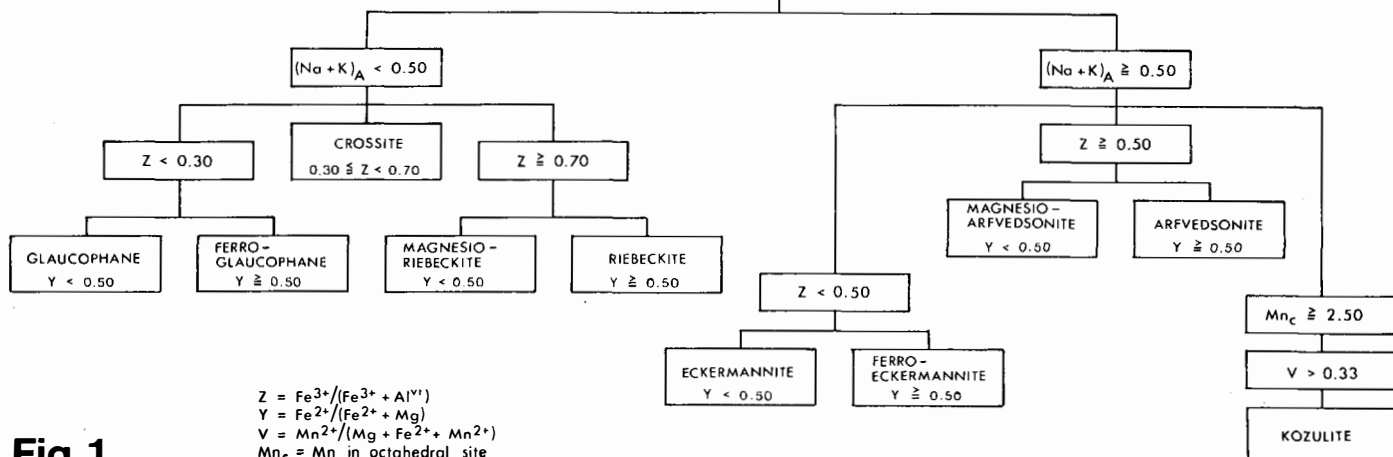 (Na+K)A < 0.50
(Na+K)A ≧ 0.50
Z < 0.30
CROSSITE
0.30 ≦ Z < 0.70
Z ≧ 0.70
Z ≧ 0.50
GLAUCOPHANE
Y < 0.50
FERRO-
GLAUCOPHANE
Y ≧ 0.50
MAGNESIO-
RIEBECKITE
Y < 0.50
RIEBECKITE
Y ≧ 0.50
MAGNESIO-
ARFVEDSONITE
Y < 0.50
ARFVEDSONITE
Y ≧ 0.50
Z < 0.50
ECKERMANNITE
Y < 0.50
FERRO-
ECKERMANNITE
Y ≧ 0.50
Mnc ≧ 2.50
V > 0.33
KOZULITE
Z = Fe3+/(Fe3+ + Alvi)
Y = Fe2+/(Fe2+ + Mg)
V = Mn2+/(Mg + Fe2+ + Mn2+)
Mnc = Mn in octahedral site
Fig 1